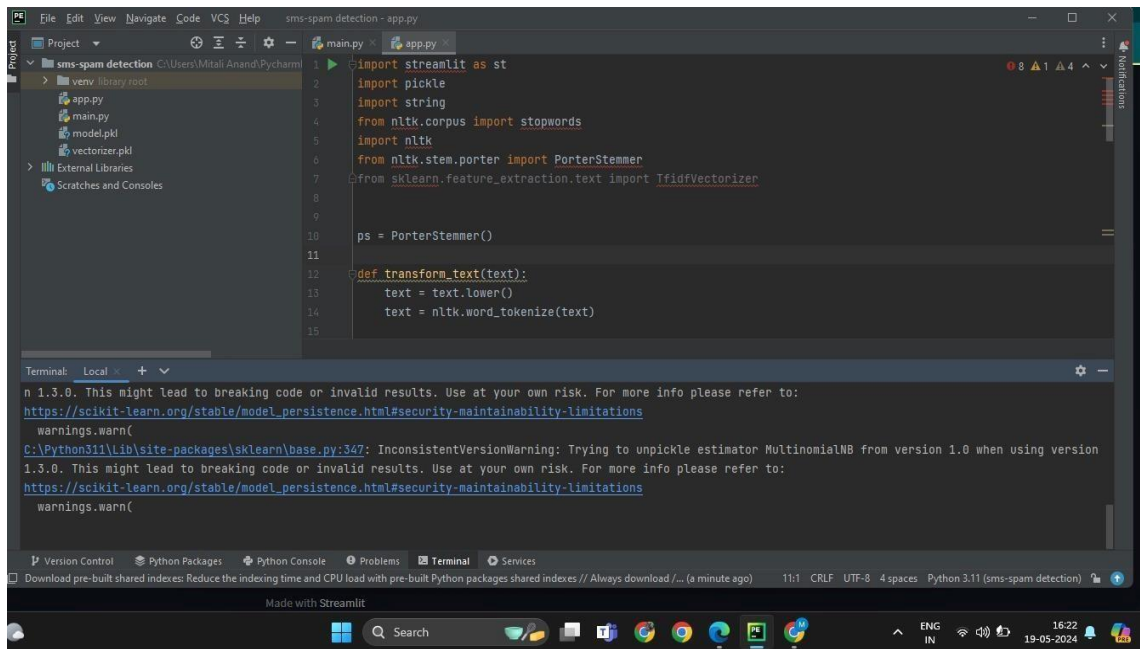 PE File Edit View Navigate Code VCS Help sms-spam detection - app.py
Project main.py app.py
Project
Notifications
sms-spam detection C:\Users\Mitali Anand\Pycharm
venv library root
app.py
main.py
model.pkl
vectorizer.pkl
External Libraries
Scratches and Consoles
8 1 4
1 import streamlit as st
2 import pickle
3 import string
4 from nltk.corpus import stopwords
5 import nltk
6 from nltk.stem.porter import PorterStemmer
7 from sklearn.feature_extraction.text import TfidfVectorizer
8
9
10 ps = PorterStemmer()
11
12 def transform_text(text):
13 text = text.lower()
14 text = nltk.word_tokenize(text)
15
Terminal: Local
n 1.3.0. This might lead to breaking code or invalid results. Use at your own risk. For more info please refer to:
https://scikit-learn.org/stable/model_persistence.html#security-maintainability-limitations
warnings.warn(
C:\Python311\Lib\site-packages\sklearn\base.py:347: InconsistentVersionWarning: Trying to unpickle estimator MultinomialNB from version 1.0 when using version
1.3.0. This might lead to breaking code or invalid results. Use at your own risk. For more info please refer to:
https://scikit-learn.org/stable/model_persistence.html#security-maintainability-limitations
warnings.warn(
Version Control Python Packages Python Console Problems Terminal Services
Download pre-built shared indexes: Reduce the indexing time and CPU load with pre-built Python packages shared indexes // Always download /... (a minute ago) 11:1 CRLF UTF-8 4 spaces Python 3.11 (sms-spam detection)
Made with Streamlit
Search
ENG
IN
16:22
19-05-2024
PRE